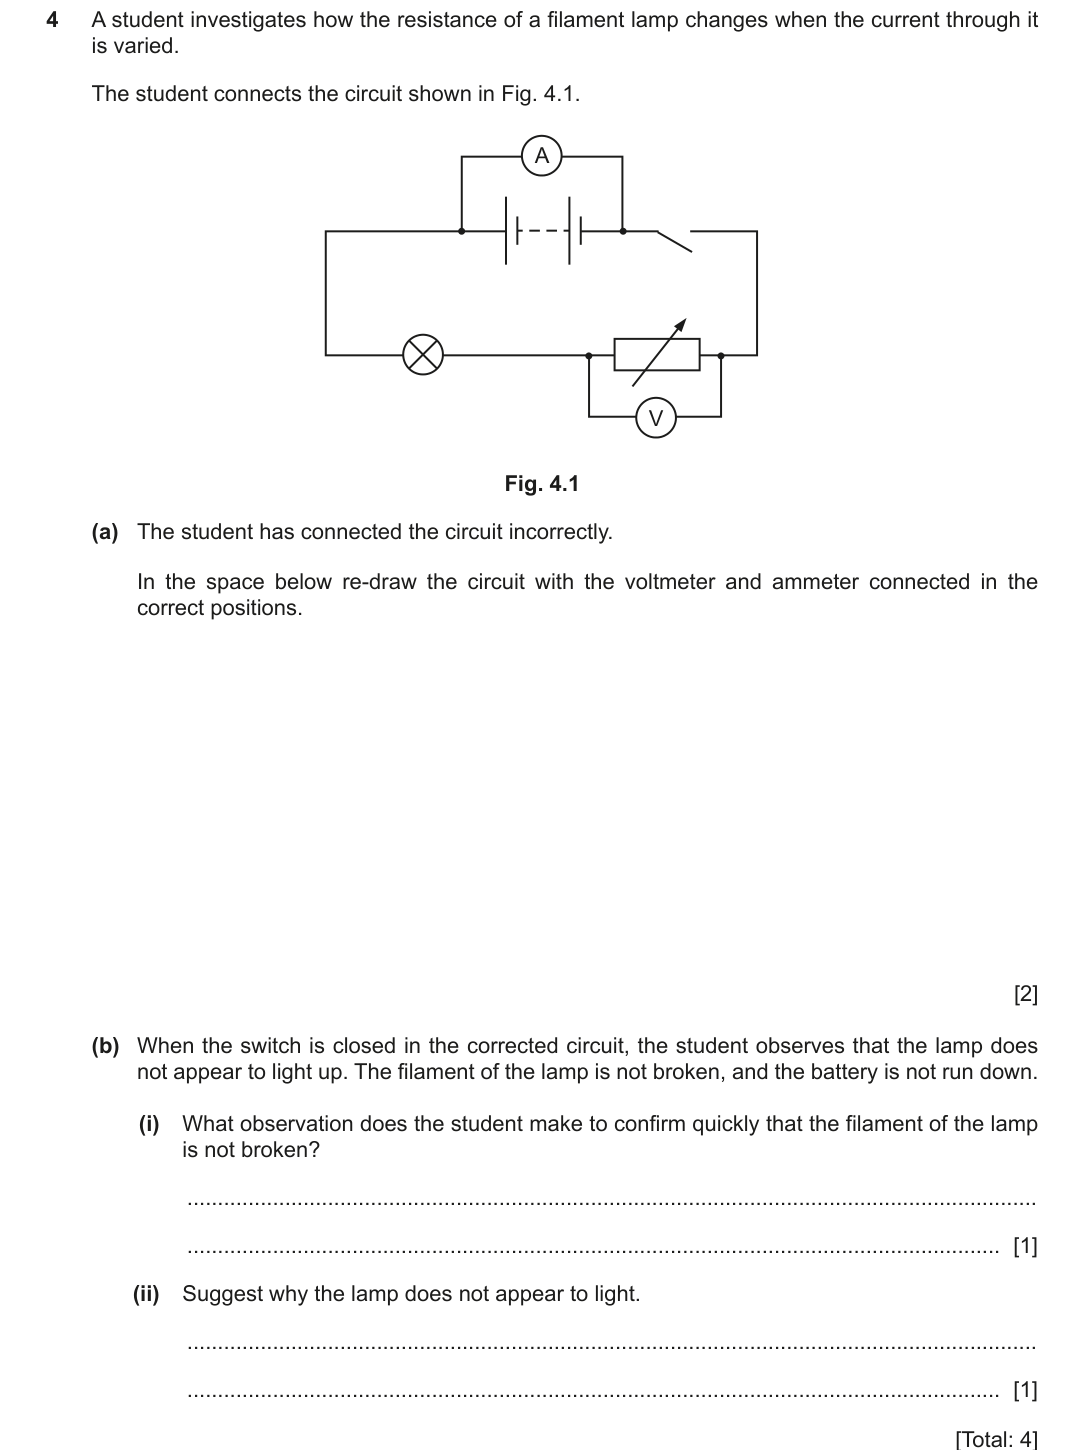 4 A student investigates how the resistance of a filament lamp changes when the current through it
is varied.
The student connects the circuit shown in Fig. 4.1.
A
V
Fig. 4.1
(a) The student has connected the circuit incorrectly.
In the space below re-draw the circuit with the voltmeter and ammeter connected in the
correct positions.
[2]
(b) When the switch is closed in the corrected circuit, the student observes that the lamp does
not appear to light up. The filament of the lamp is not broken, and the battery is not run down.
(i) What observation does the student make to confirm quickly that the filament of the lamp
is not broken?
[1]
(ii) Suggest why the lamp does not appear to light.
[1]
[Total: 4]